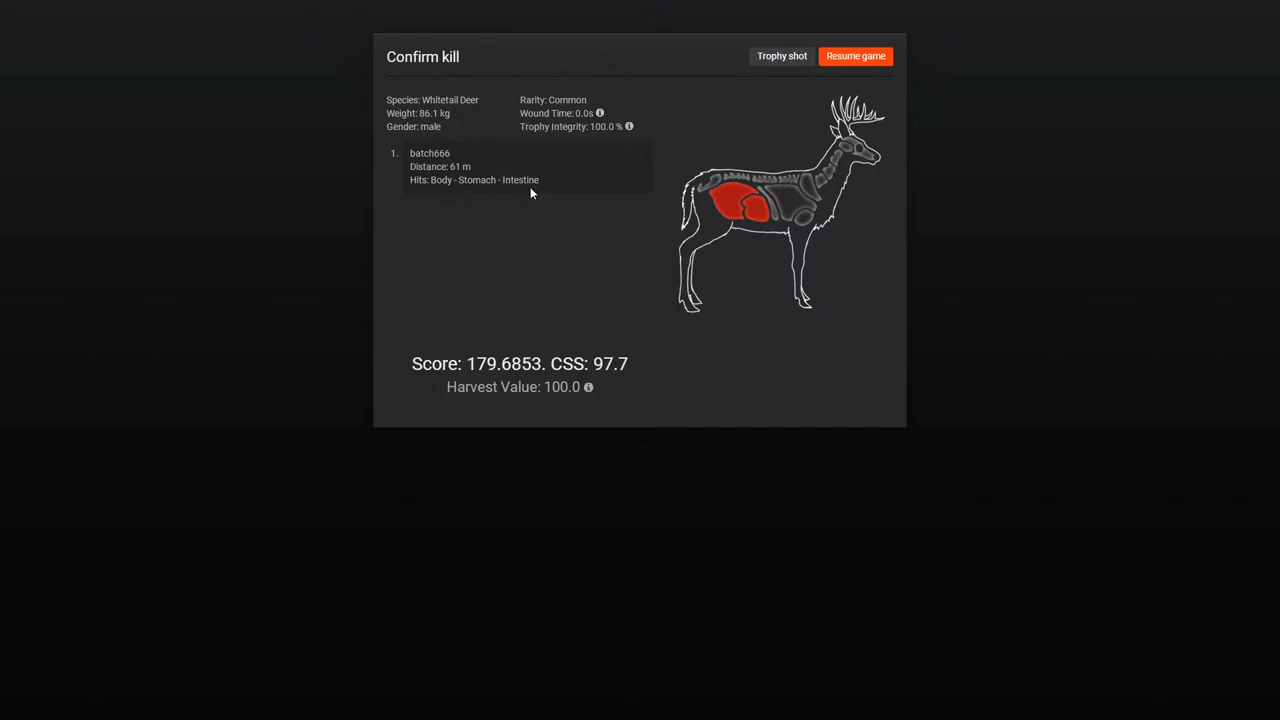 Confirm kill
Trophy shot
Resume game
Species: Whitetail Deer
Weight: 86.1 kg
Gender: male
Rarity: Common
Wound Time: 0.0s
Trophy Integrity: 100.0 %
1. batch666
Distance: 61 m
Hits: Body - Stomach - Intestine
Score: 179.6853. CSS: 97.7
Harvest Value: 100.0